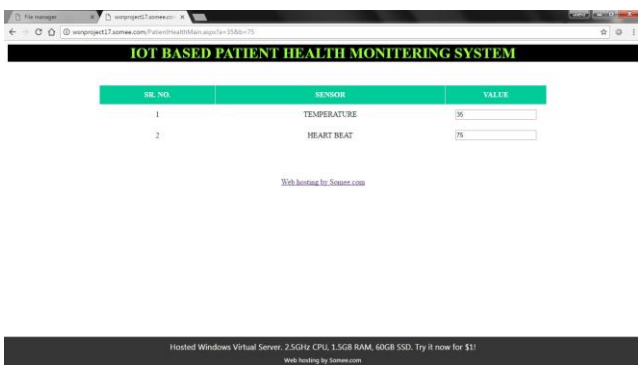 File manager
wsnproject17.somee.com
wsnproject17.somee.com/PatientHealthMain.aspx?a=35&b=75
IOT BASED PATIENT HEALTH MONITERING SYSTEM
SR. NO. SENSOR VALUE
1 TEMPERATURE 35
2 HEART BEAT 75
Web hosting by Somee.com
Hosted Windows Virtual Server. 2.5GHz CPU, 1.5GB RAM, 60GB SSD. Try it now for $1!
Web hosting by Somee.com